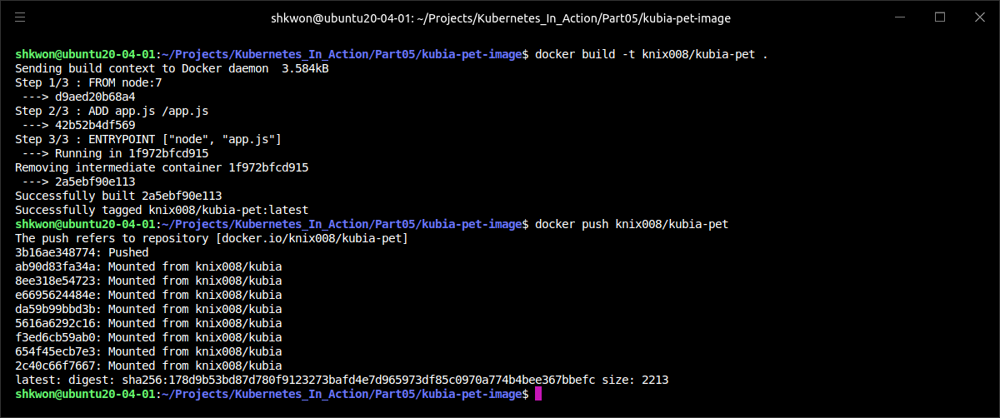 shkwon@ubuntu20-04-01: ~/Projects/Kubernetes_In_Action/Part05/kubia-pet-image
shkwon@ubuntu20-04-01:~/Projects/Kubernetes_In_Action/Part05/kubia-pet-image$ docker build -t knix008/kubia-pet .
Sending build context to Docker daemon  3.584kB
Step 1/3 : FROM node:7
 ---> d9aed20b68a4
Step 2/3 : ADD app.js /app.js
 ---> 42b52b4df569
Step 3/3 : ENTRYPOINT ["node", "app.js"]
 ---> Running in 1f972bfcd915
Removing intermediate container 1f972bfcd915
 ---> 2a5ebf90e113
Successfully built 2a5ebf90e113
Successfully tagged knix008/kubia-pet:latest
shkwon@ubuntu20-04-01:~/Projects/Kubernetes_In_Action/Part05/kubia-pet-image$ docker push knix008/kubia-pet
The push refers to repository [docker.io/knix008/kubia-pet]
3b16ae348774: Pushed
ab90d83fa34a: Mounted from knix008/kubia
8ee318e54723: Mounted from knix008/kubia
e6695624484e: Mounted from knix008/kubia
da59b99bbd3b: Mounted from knix008/kubia
5616a6292c16: Mounted from knix008/kubia
f3ed6cb59ab0: Mounted from knix008/kubia
654f45ecb7e3: Mounted from knix008/kubia
2c40c66f7667: Mounted from knix008/kubia
latest: digest: sha256:178d9b53bd87d780f9123273bafd4e7d965973df85c0970a774b4bee367bbefc size: 2213
shkwon@ubuntu20-04-01:~/Projects/Kubernetes_In_Action/Part05/kubia-pet-image$